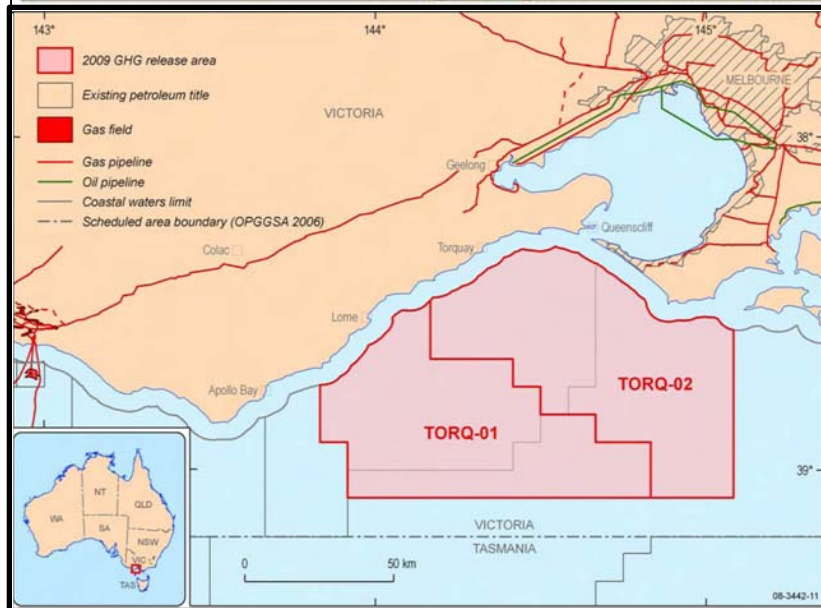 143°
144°
145°
2009 GHG release area
Existing petroleum title
Gas field
Gas pipeline
Oil pipeline
Coastal waters limit
Scheduled area boundary (OPGGSA 2006)
VICTORIA
MELBOURNE
38°
Geelong
Queenscliff
Colac
Torquay
Lorne
Apollo Bay
TORQ-02
TORQ-01
39°
VICTORIA
TASMANIA
0
50 km
NT
QLD
WA
SA
NSW
VIC
TAS
08-3442-11